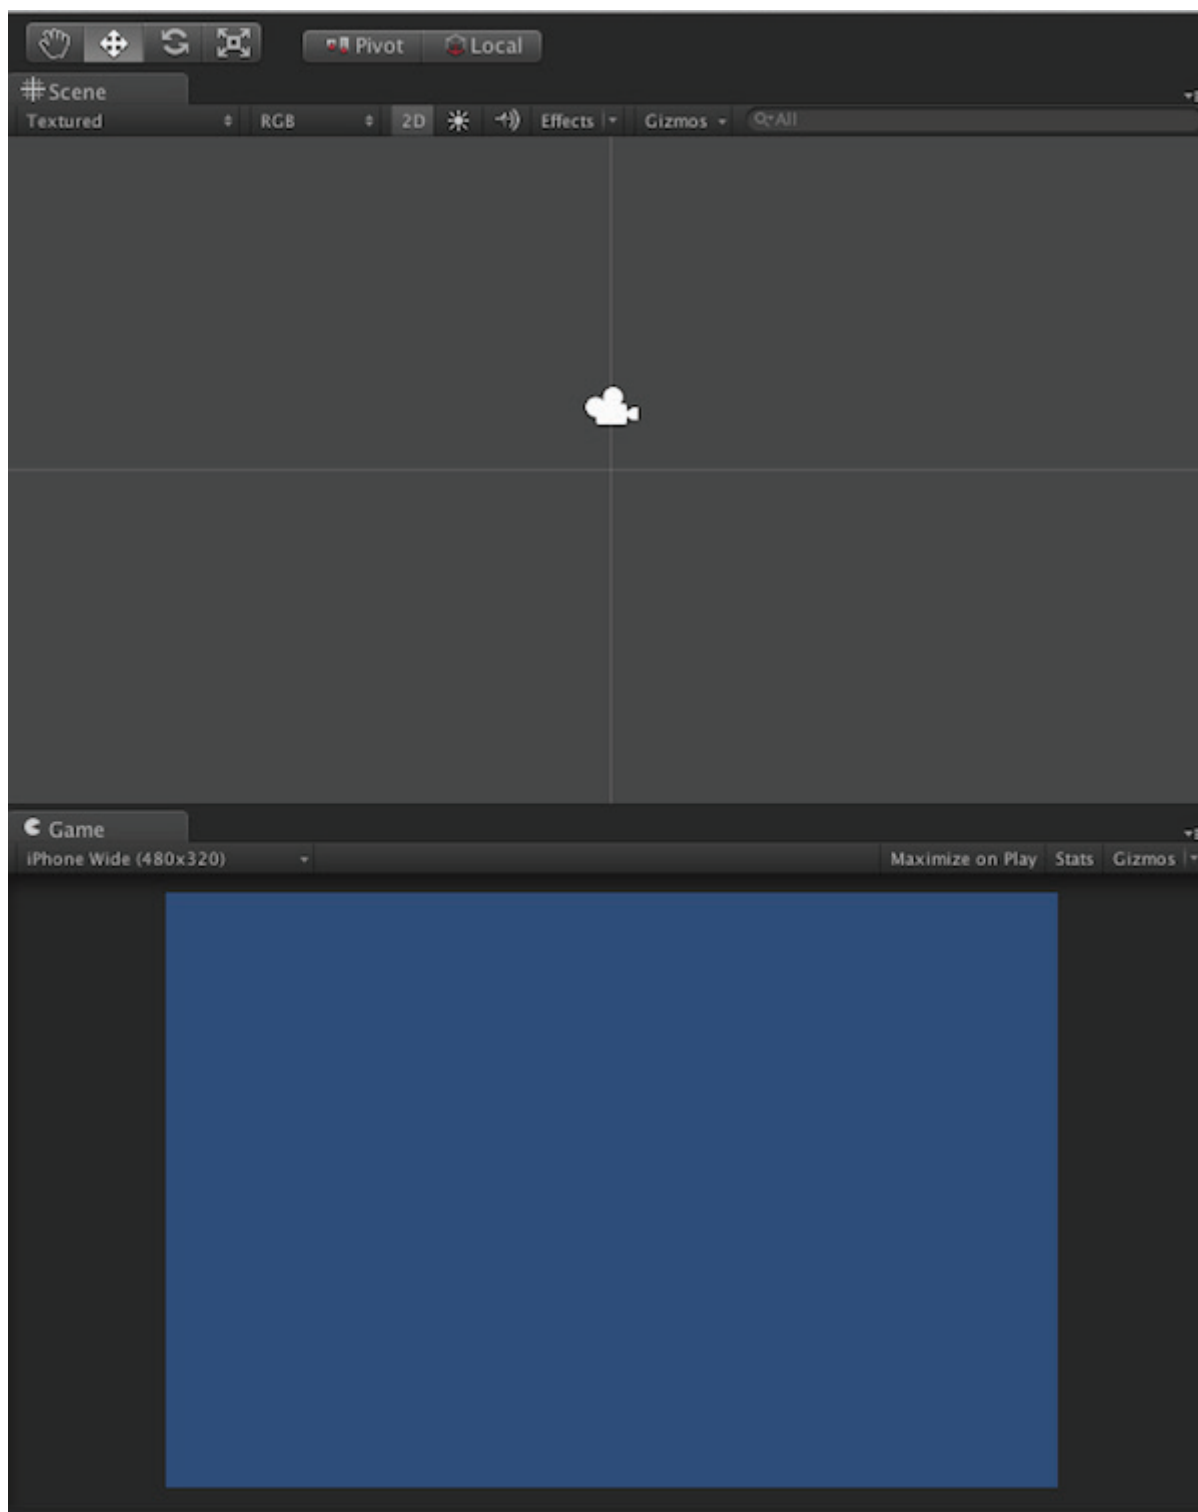 Pivot Local
Scene
Textured RGB 2D Effects Gizmos All
Game
iPhone Wide (480x320) Maximize on Play Stats Gizmos